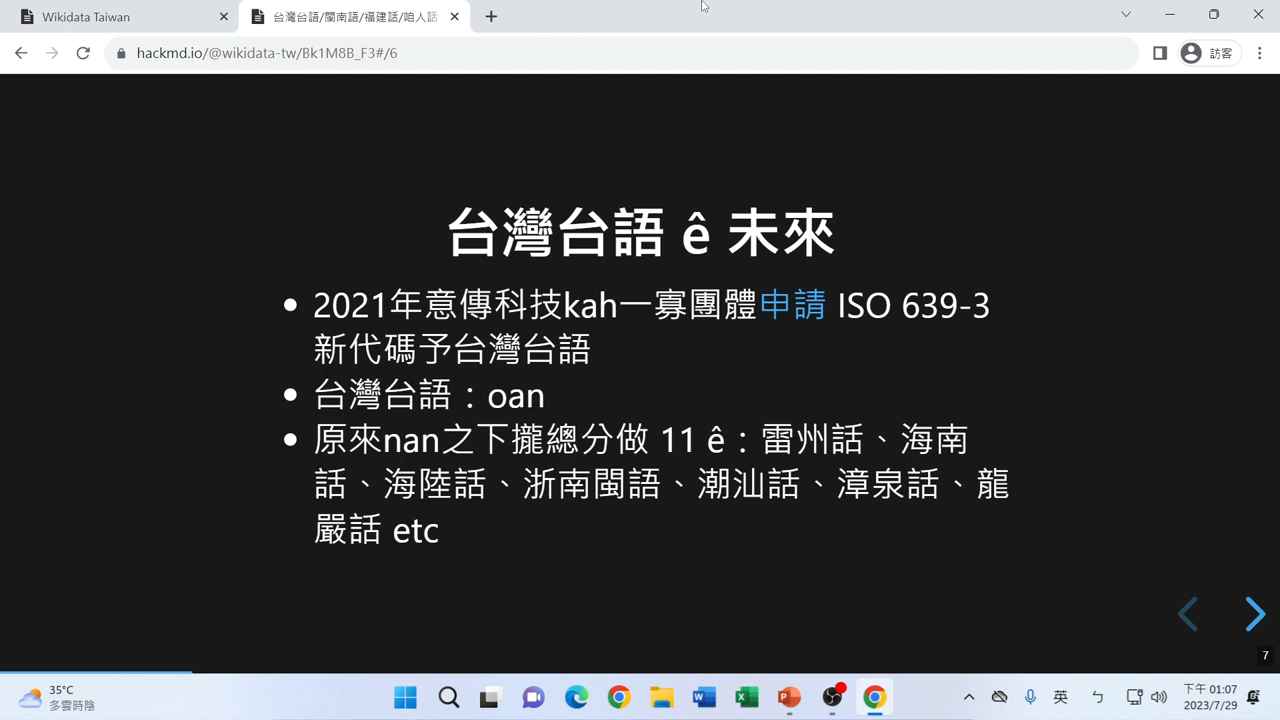 Wikidata Taiwan
台灣台語/閩南語/福建話/咱人話
hackmd.io/@wikidata-tw/Bk1M8B_F3#/6
訪客
台灣台語 ê 未來
2021年意傳科技kah一寡團體申請 ISO 639-3
新代碼予台灣台語
台灣台語：oan
原來nan之下攏總分做 11 ê：雷州話、海南
話、海陸話、浙南閩語、潮汕話、漳泉話、龍
嚴話 etc
7
35°C
多雲時陰
英
ㄅ
下午 01:07
2023/7/29